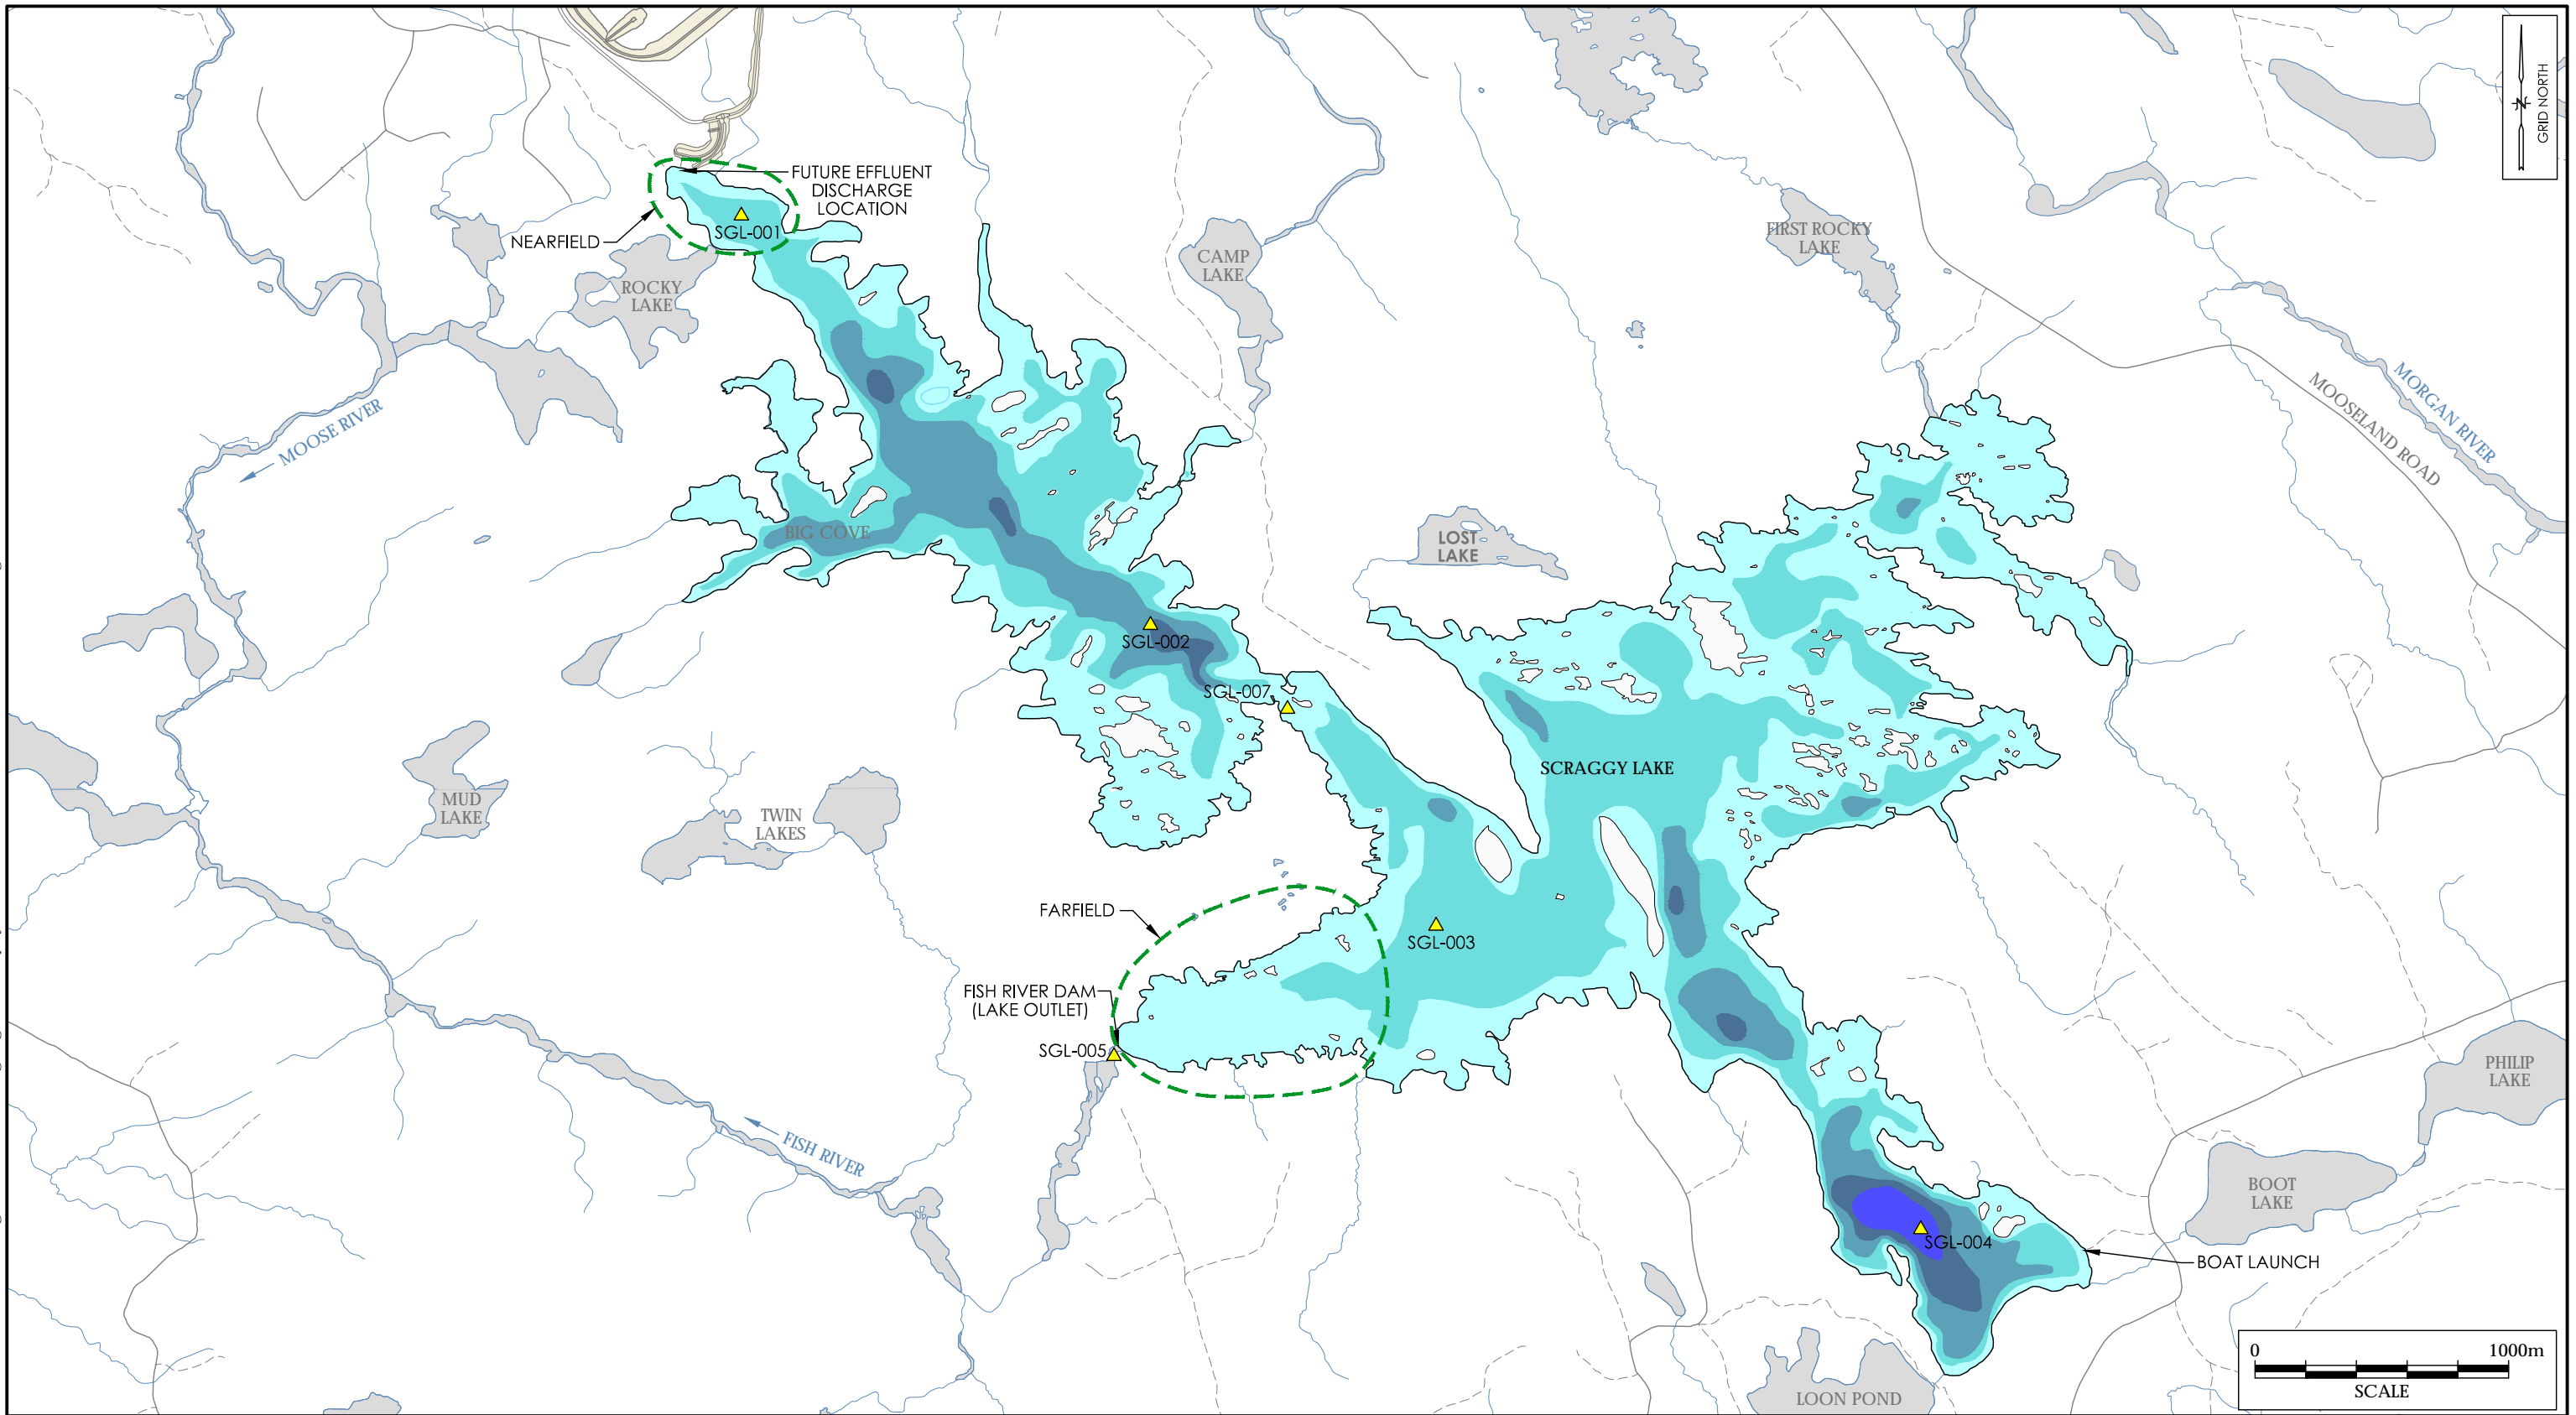 N
GRID NORTH
FUTURE EFFLUENT
DISCHARGE
LOCATION
SGL-001
NEARFIELD
ROCKY
LAKE
CAMP
LAKE
FIRST ROCKY
LAKE
MOOSE RIVER
MORGAN RIVER
MOOSELAND ROAD
BIG COVE
LOST
LAKE
SGL-002
SGL-007
SCRAGGY LAKE
MUD
LAKE
TWIN
LAKES
FARFIELD
SGL-003
FISH RIVER DAM
(LAKE OUTLET)
SGL-005
PHILIP
LAKE
FISH RIVER
BOOT
LAKE
SGL-004
BOAT LAUNCH
LOON POND
0 1000m
SCALE